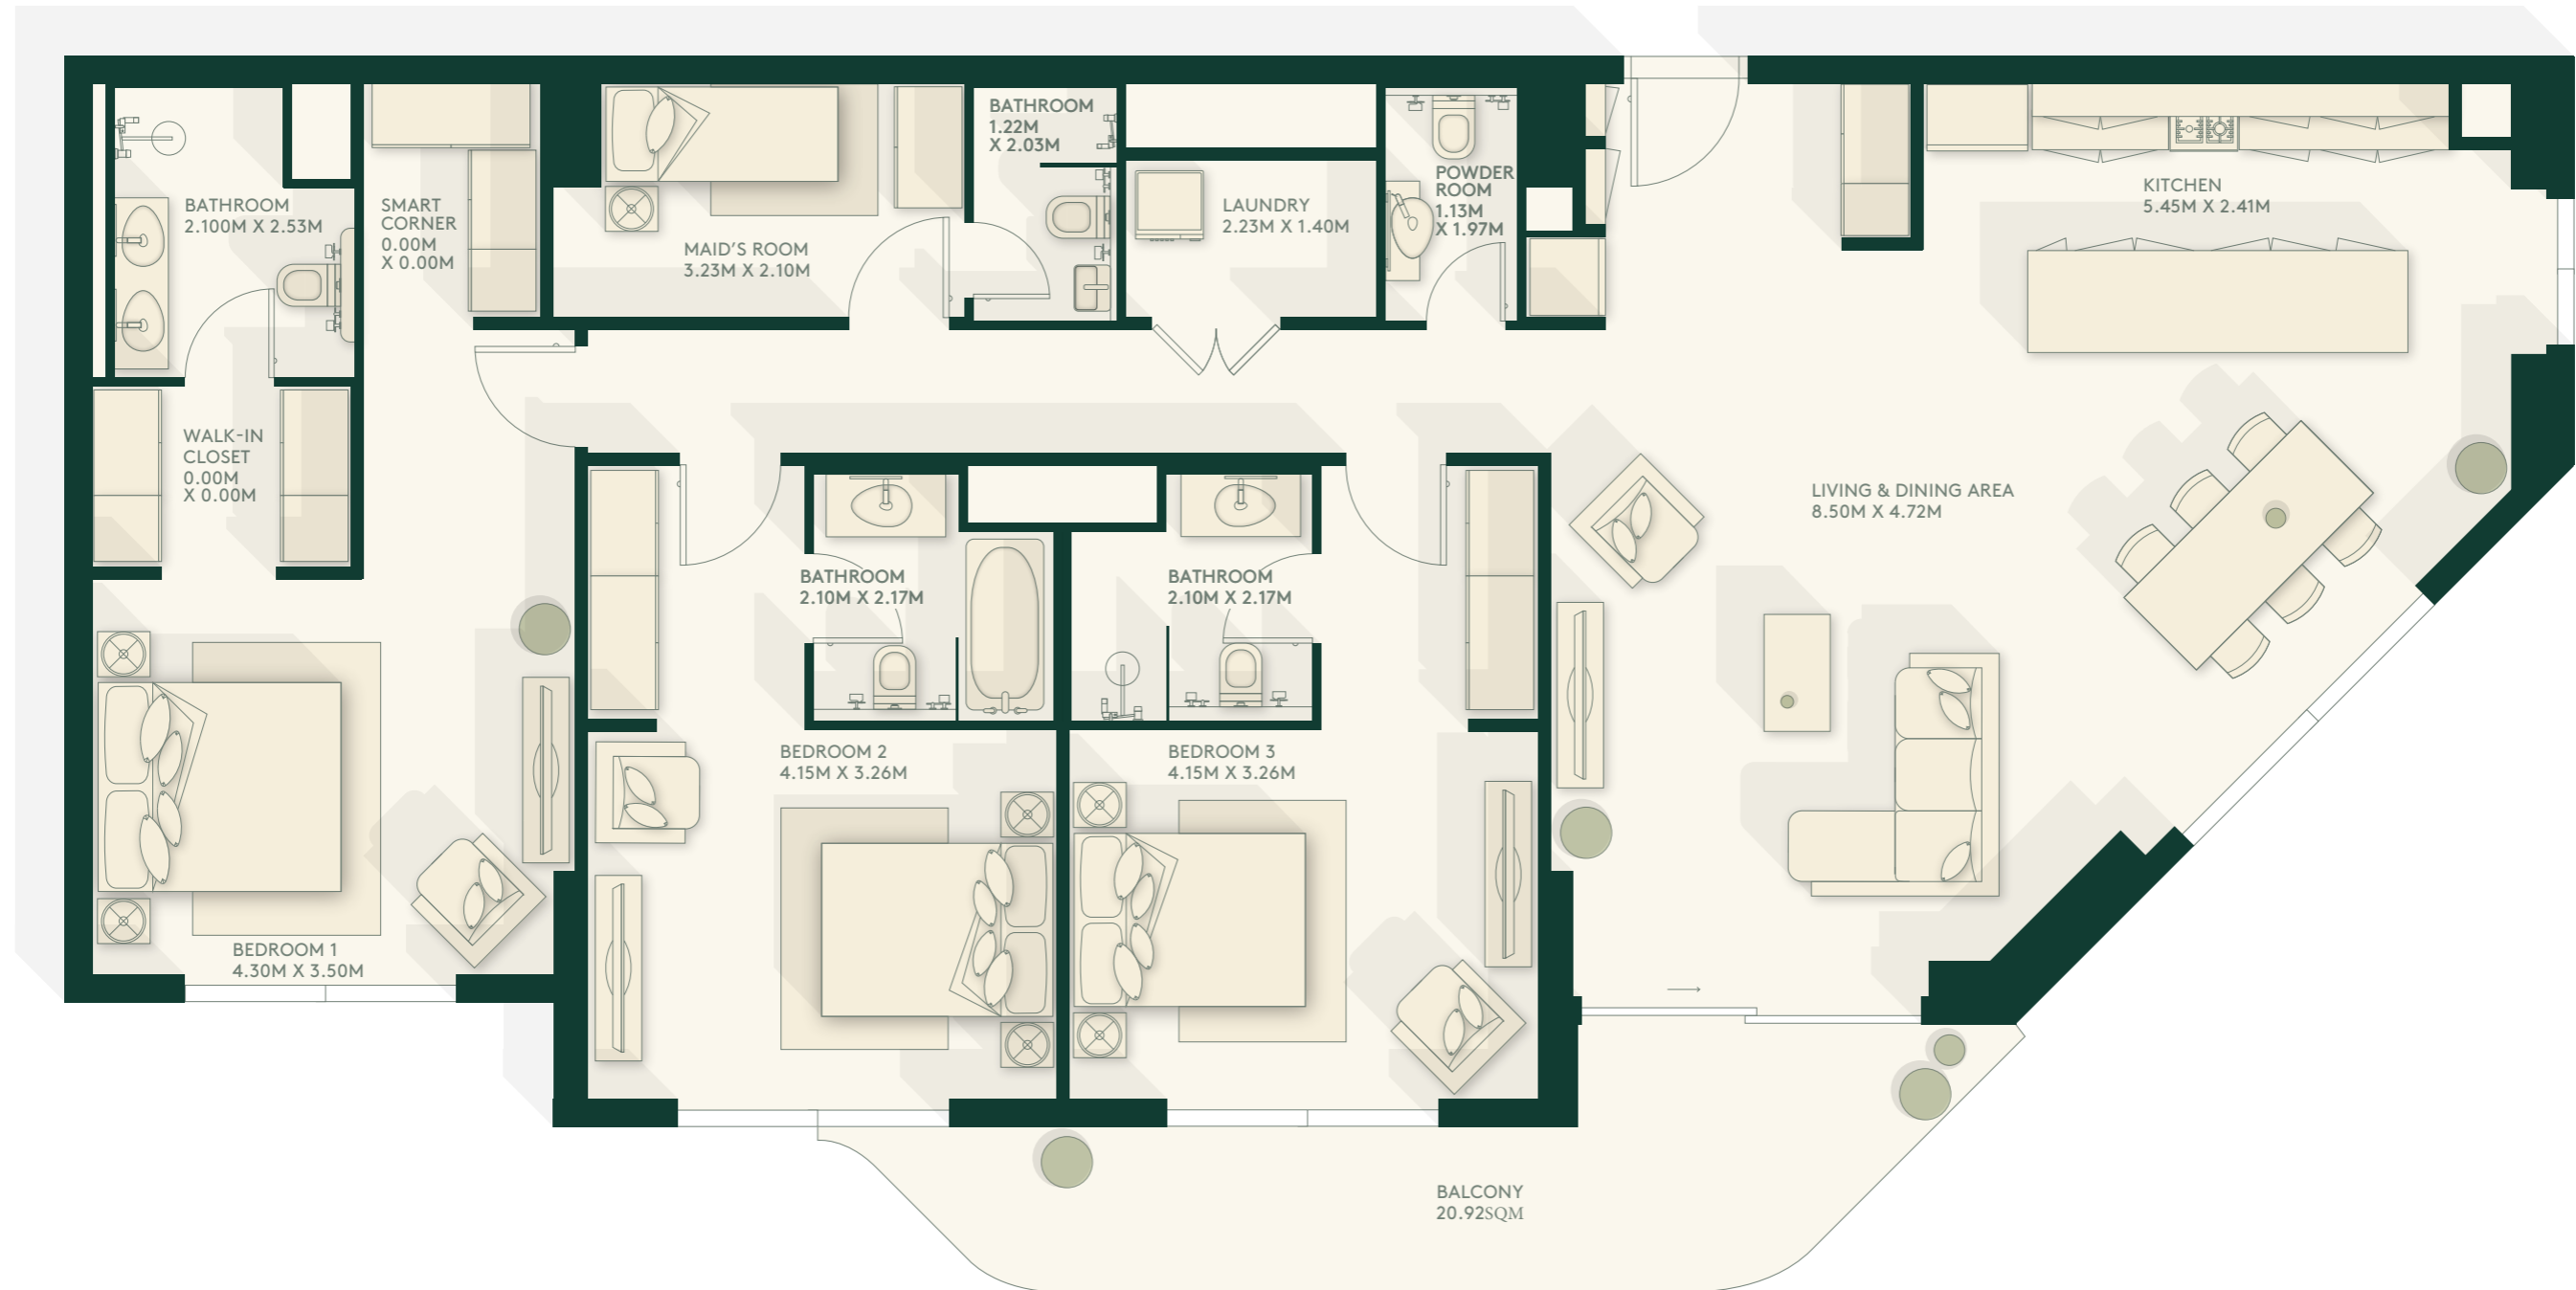 BATHROOM
2.100M X 2.53M
SMART
CORNER
0.00M
X 0.00M
MAID'S ROOM
3.23M X 2.10M
BATHROOM
1.22M
X 2.03M
LAUNDRY
2.23M X 1.40M
POWDER
ROOM
1.13M
X 1.97M
KITCHEN
5.45M X 2.41M
WALK-IN
CLOSET
0.00M
X 0.00M
BATHROOM
2.10M X 2.17M
BATHROOM
2.10M X 2.17M
LIVING & DINING AREA
8.50M X 4.72M
BEDROOM 1
4.30M X 3.50M
BEDROOM 2
4.15M X 3.26M
BEDROOM 3
4.15M X 3.26M
BALCONY
20.92SQM